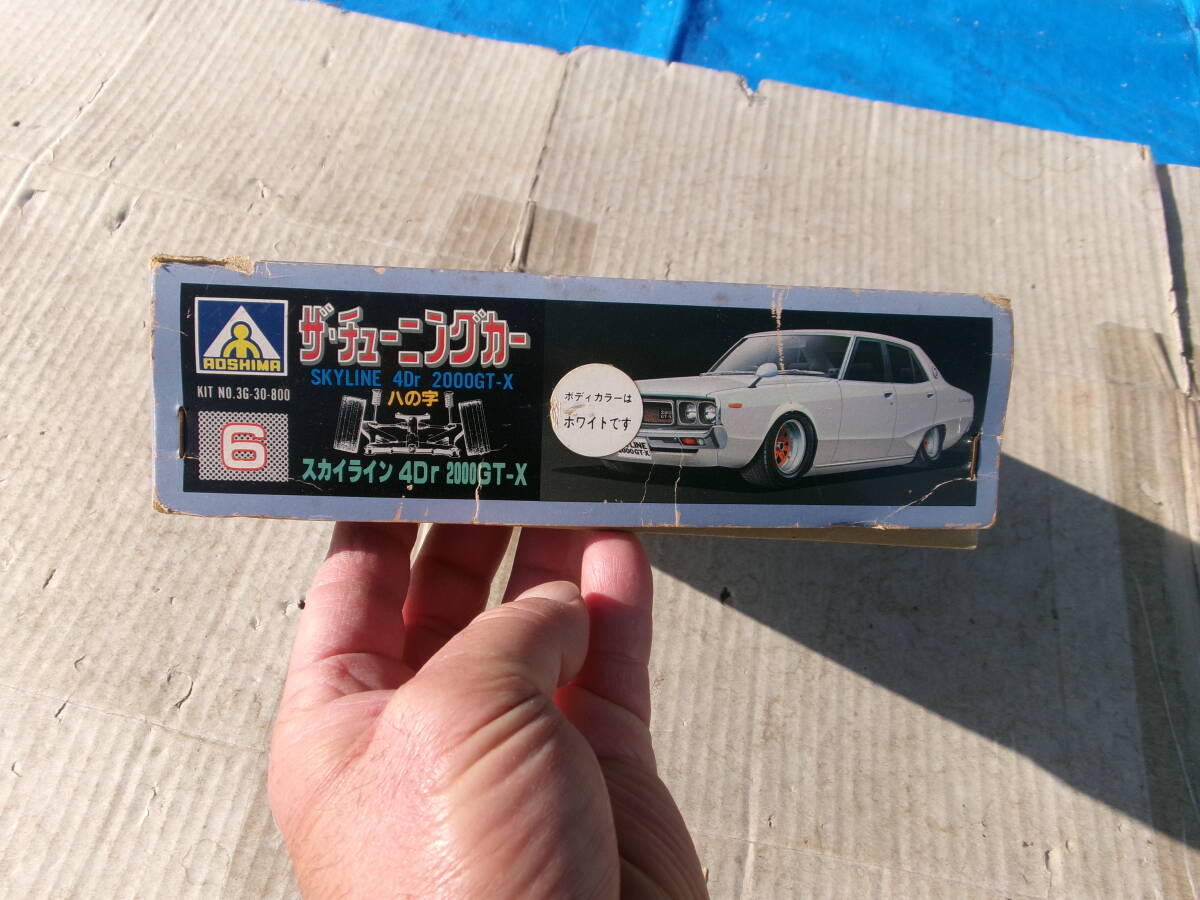 AOSHIMA
KIT NO.3G-30-800
6
ザ・チューニングカー
SKYLINE 4Dr 2000GT-X
ハの字
スカイライン 4Dr 2000GT-X
ボディカラーは
ホワイトです
2000GT-X